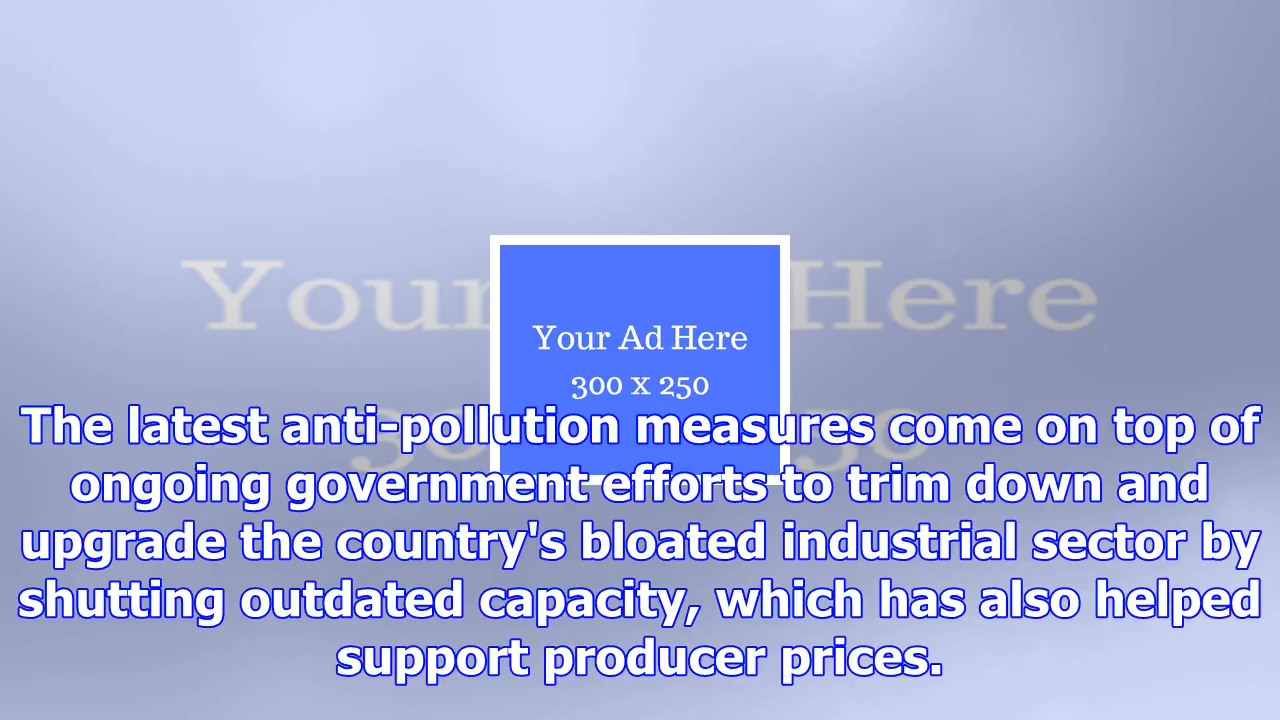 Your Here
Your Ad Here
300 x 250
The latest anti-pollution measures come on top of
ongoing government efforts to trim down and
upgrade the country's bloated industrial sector by
shutting outdated capacity, which has also helped
support producer prices.